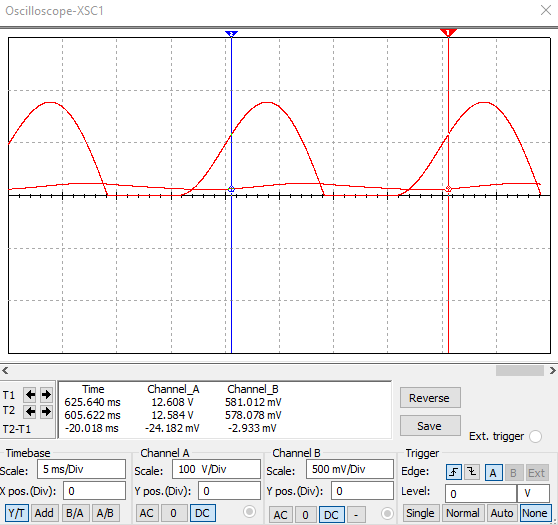 Oscilloscope-XSC1
2 1
T1
T2
T2-T1
Time Channel_A Channel_B
625.640 ms 12.608 V 581.012 mV
605.622 ms 12.584 V 578.078 mV
-20.018 ms -24.182 mV -2.933 mV
Reverse
Save
Ext. trigger
Timebase
Scale: 5 ms/Div
X pos.(Div): 0
Y/T Add B/A A/B
Channel A
Scale: 100 V/Div
Y pos.(Div): 0
AC 0 DC
Channel B
Scale: 500 mV/Div
Y pos.(Div): 0
AC 0 DC -
Trigger
Edge: A B Ext
Level: 0 V
Single Normal Auto None